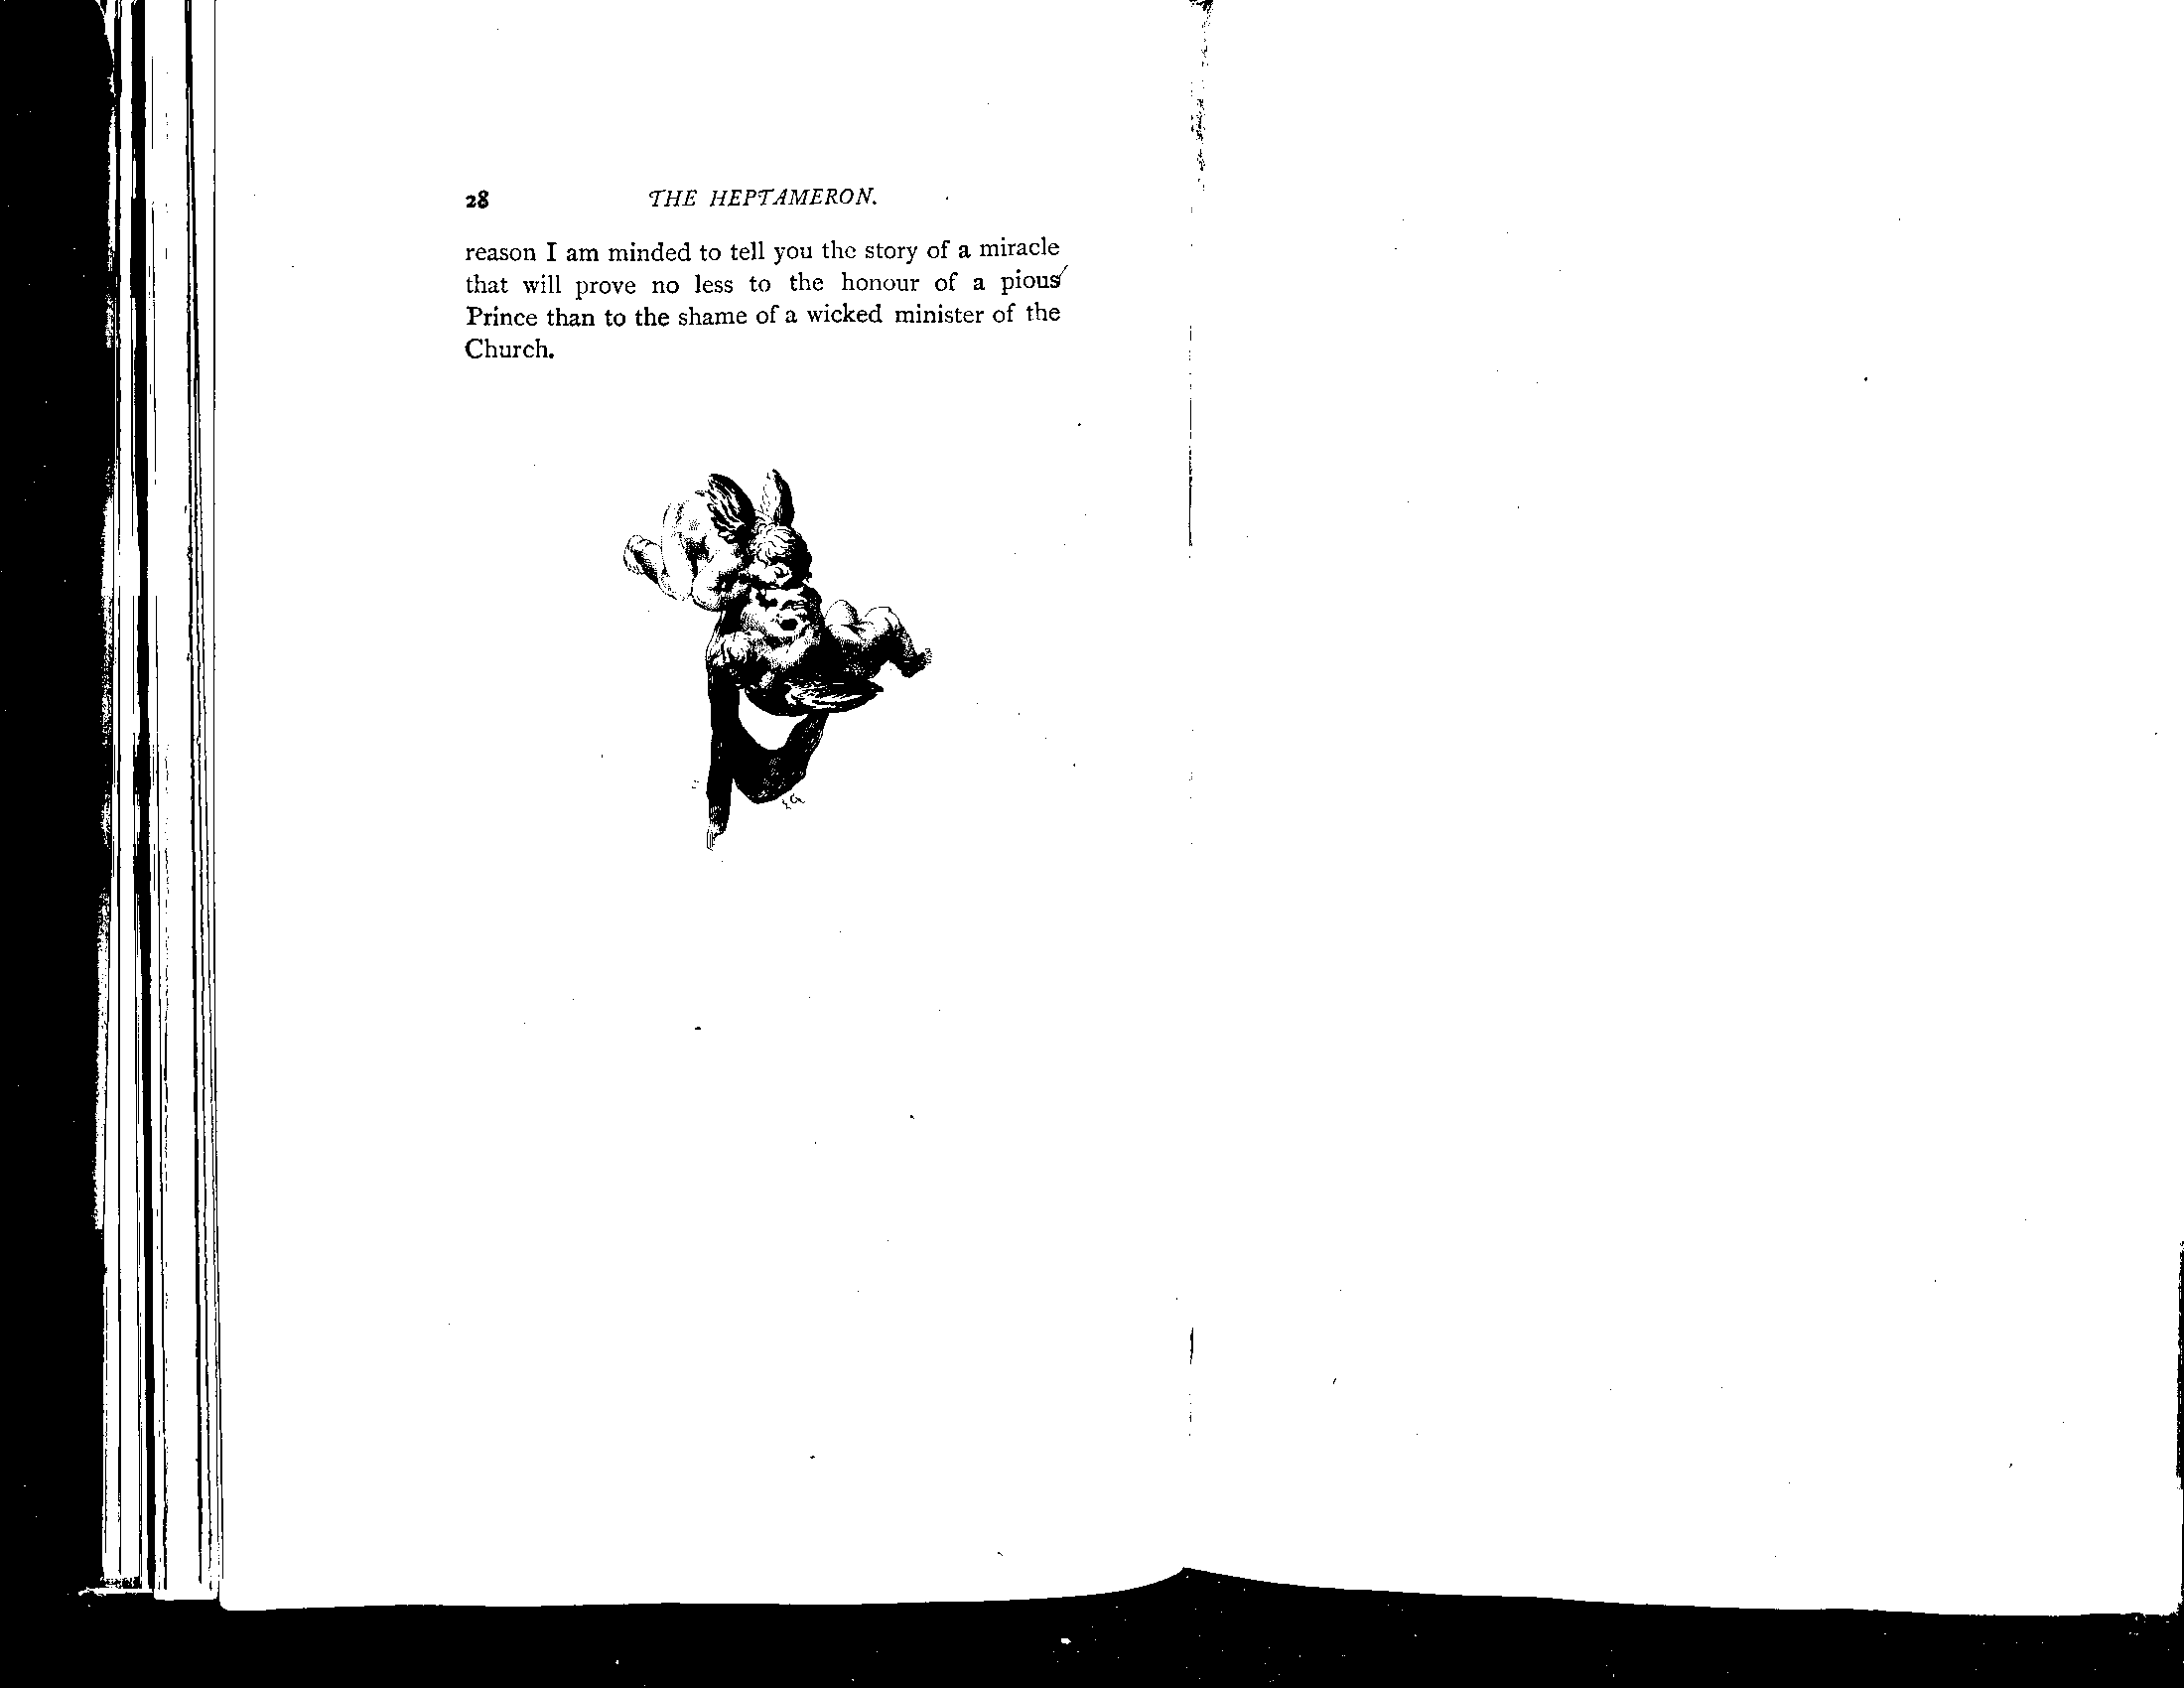 28 THE HEPTAMERON.
reason I am minded to tell you the story of a miracle
that will prove no less to the honour of a pious
Prince than to the shame of a wicked minister of the
Church.